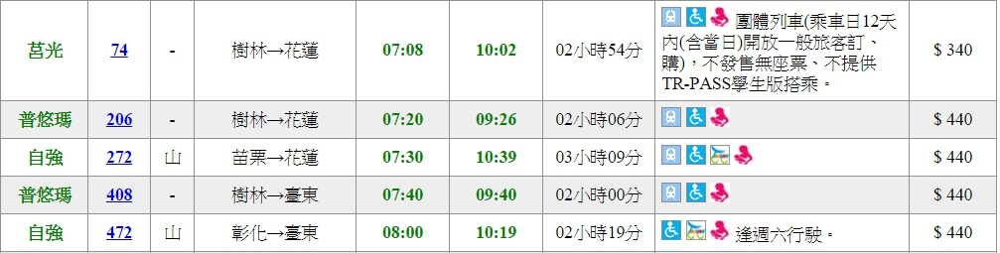 莒光 74 - 樹林→花蓮 07:08 10:02 02小時54分 團體列車(乘車日12天 $ 340
內(含當日)開放一般旅客訂、
購)，不發售無座票、不提供
TR-PASS學生版搭乘。
普悠瑪 206 - 樹林→花蓮 07:20 09:26 02小時06分 $ 440
自強 272 山 苗栗→花蓮 07:30 10:39 03小時09分 $ 440
普悠瑪 408 - 樹林→臺東 07:40 09:40 02小時00分 $ 440
自強 472 山 彰化→臺東 08:00 10:19 02小時19分 逢週六行駛。 $ 440